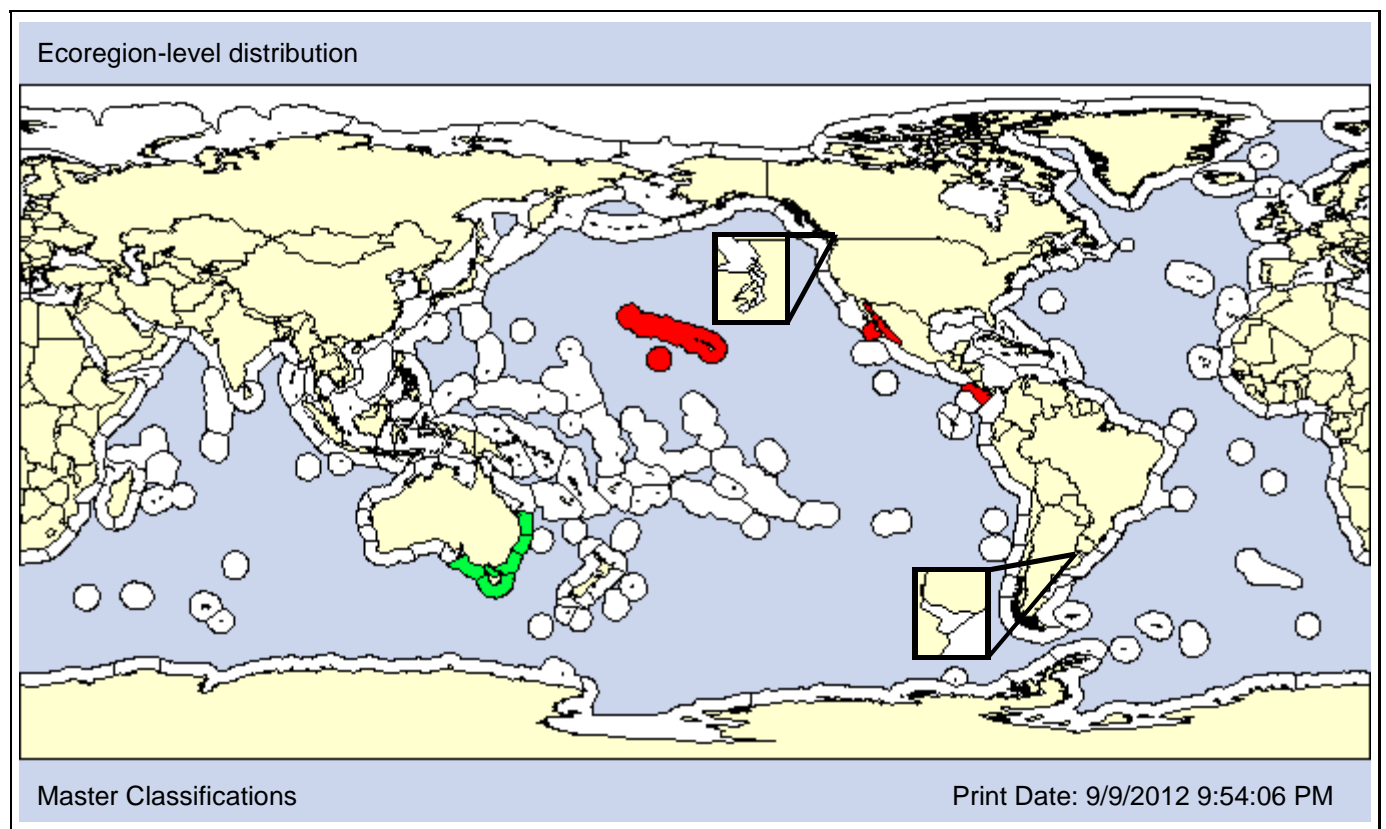 Ecoregion-level distribution
Master Classifications
Print Date: 9/9/2012 9:54:06 PM